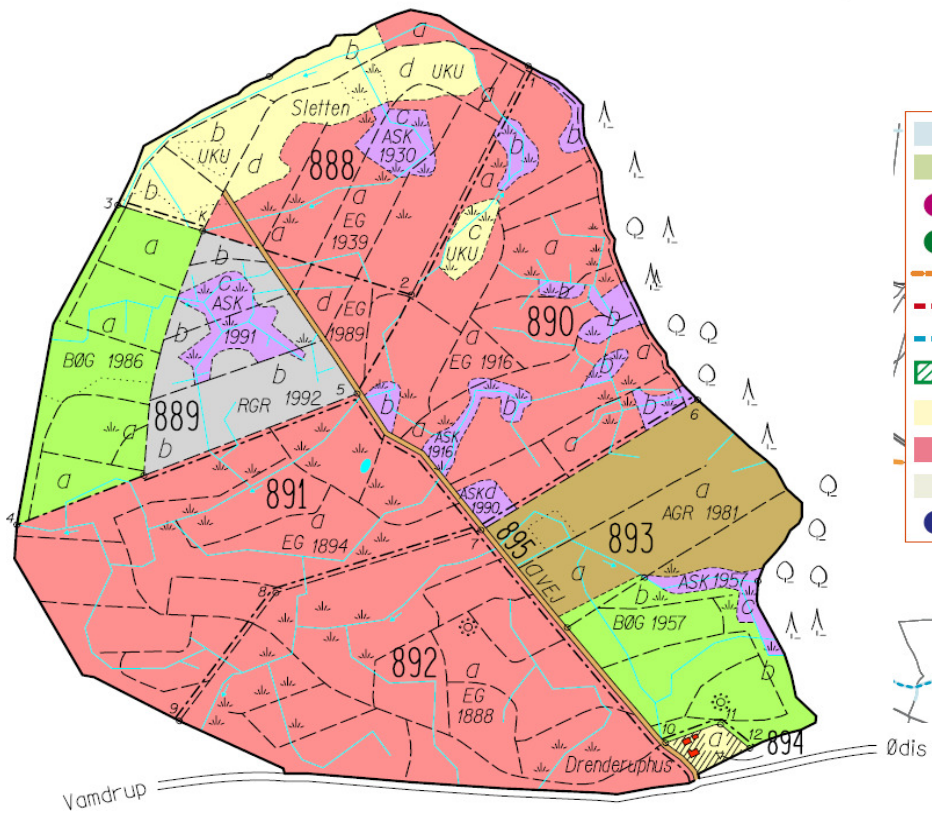 a
b
d UKU
Sletten
a
C
ASK
1930
b
b
b
UKU
d
888
a
3
b
K
a
EG
1939
a
C
UKU
a
a
b
C
ASK
1991
b
2
b
890
d
EG
1989
b
a
BØG 1986
a
EG 1916
a
b
RGR 1992
5
b
889
b
b
a
b
6
ASK
1916
a
a
b
a
4
891
a
EG 1894
ASK d
1990
7
895
a VEJ
a
AGR 1981
893
a
8
b
ASK 1957
C
BØG 1957
892
a
EG
1888
b
9
10
11
a
12
894
Drenderuphus
Ødis
Vamdrup